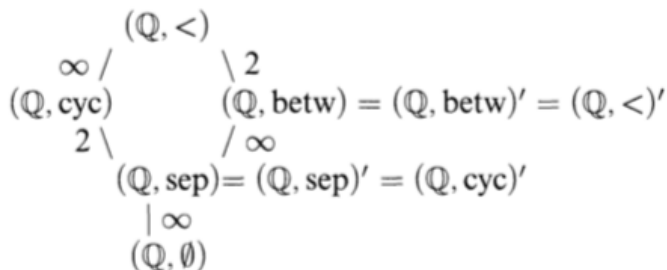 (ℚ, <)
∞ / \ 2
(ℚ, cyc) (ℚ, betw) = (ℚ, betw)′ = (ℚ, <)′
2 \ / ∞
(ℚ, sep)= (ℚ, sep)′ = (ℚ, cyc)′
| ∞
(ℚ, ∅)